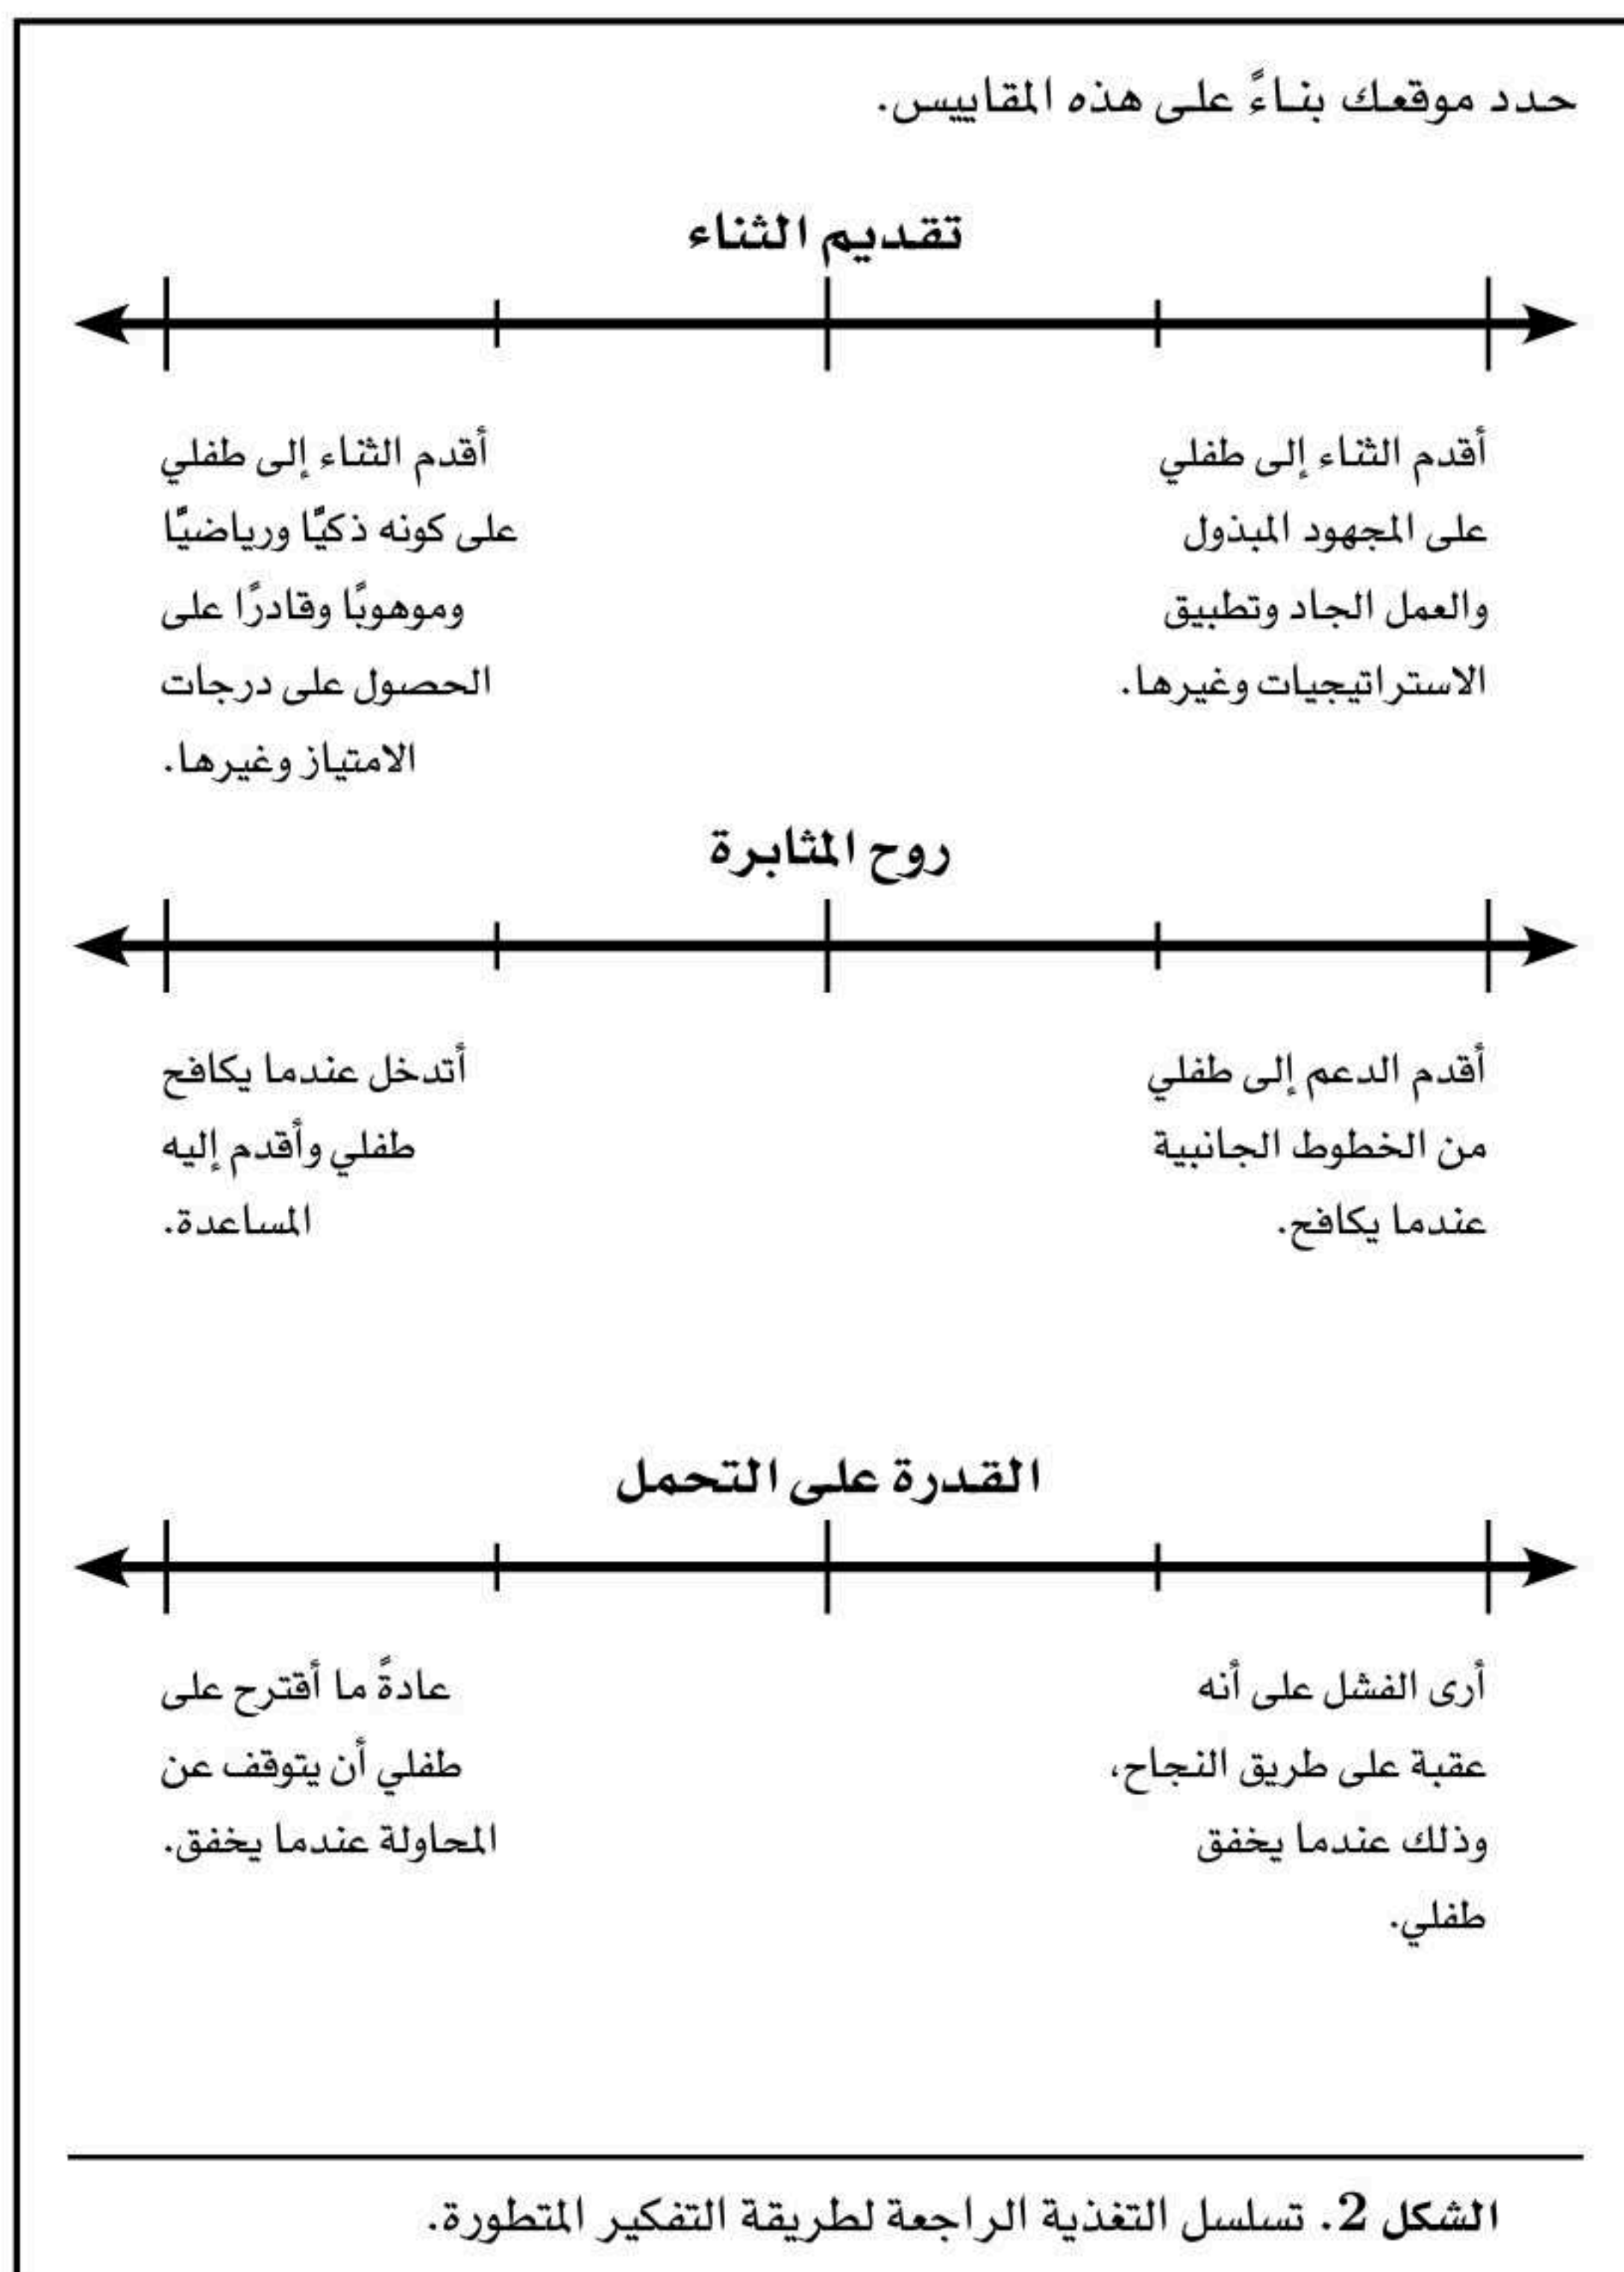 حدد موقعك بناءً على هذه المقاييس.
تقديم الثناء
أقدم الثناء إلى طفلي
على المجهود المبذول
والعمل الجاد وتطبيق
الاستراتيجيات وغيرها.
أقدم الثناء إلى طفلي
على كونه ذكيًّا ورياضيًّا
وموهوبًا وقادرًا على
الحصول على درجات
الامتياز وغيرها.
روح المثابرة
أقدم الدعم إلى طفلي
من الخطوط الجانبية
عندما يكافح.
أتدخل عندما يكافح
طفلي وأقدم إليه
المساعدة.
القدرة على التحمل
أرى الفشل على أنه
عقبة على طريق النجاح،
وذلك عندما يخفق
طفلي.
عادةً ما أقترح على
طفلي أن يتوقف عن
المحاولة عندما يخفق.
الشكل 2. تسلسل التغذية الراجعة لطريقة التفكير المتطورة.